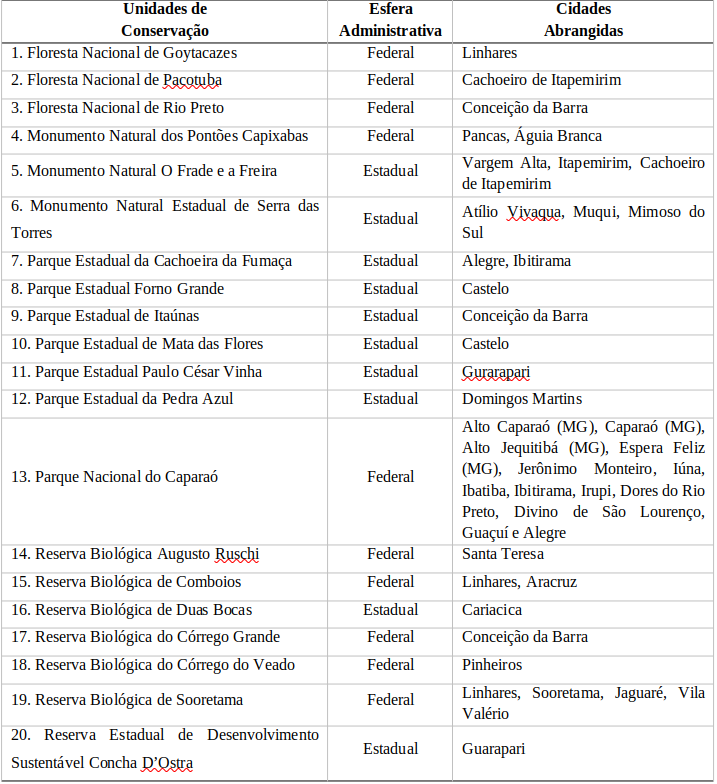 Unidades de
Conservação
Esfera
Administrativa
Cidades
Abrangidas
1. Floresta Nacional de Goytacazes
Federal
Linhares
2. Floresta Nacional de Pacotuba
Federal
Cachoeiro de Itapemirim
3. Floresta Nacional de Rio Preto
Federal
Conceição da Barra
4. Monumento Natural dos Pontões Capixabas
Federal
Pancas, Águia Branca
5. Monumento Natural O Frade e a Freira
Estadual
Vargem Alta, Itapemirim, Cachoeiro
de Itapemirim
6. Monumento Natural Estadual de Serra das
Torres
Estadual
Atílio Vivaqua, Muqui, Mimoso do
Sul
7. Parque Estadual da Cachoeira da Fumaça
Estadual
Alegre, Ibitirama
8. Parque Estadual Forno Grande
Estadual
Castelo
9. Parque Estadual de Itaúnas
Estadual
Conceição da Barra
10. Parque Estadual de Mata das Flores
Estadual
Castelo
11. Parque Estadual Paulo César Vinha
Estadual
Gurarapari
12. Parque Estadual da Pedra Azul
Estadual
Domingos Martins
13. Parque Nacional do Caparaó
Federal
Alto Caparaó (MG), Caparaó (MG),
Alto Jequitibá (MG), Espera Feliz
(MG), Jerônimo Monteiro, Iúna,
Ibatiba, Ibitirama, Irupi, Dores do Rio
Preto, Divino de São Lourenço,
Guaçuí e Alegre
14. Reserva Biológica Augusto Ruschi
Federal
Santa Teresa
15. Reserva Biológica de Comboios
Federal
Linhares, Aracruz
16. Reserva Biológica de Duas Bocas
Estadual
Cariacica
17. Reserva Biológica do Córrego Grande
Federal
Conceição da Barra
18. Reserva Biológica do Córrego do Veado
Federal
Pinheiros
19. Reserva Biológica de Sooretama
Federal
Linhares, Sooretama, Jaguaré, Vila
Valério
20. Reserva Estadual de Desenvolvimento
Sustentável Concha D’Ostra
Estadual
Guarapari